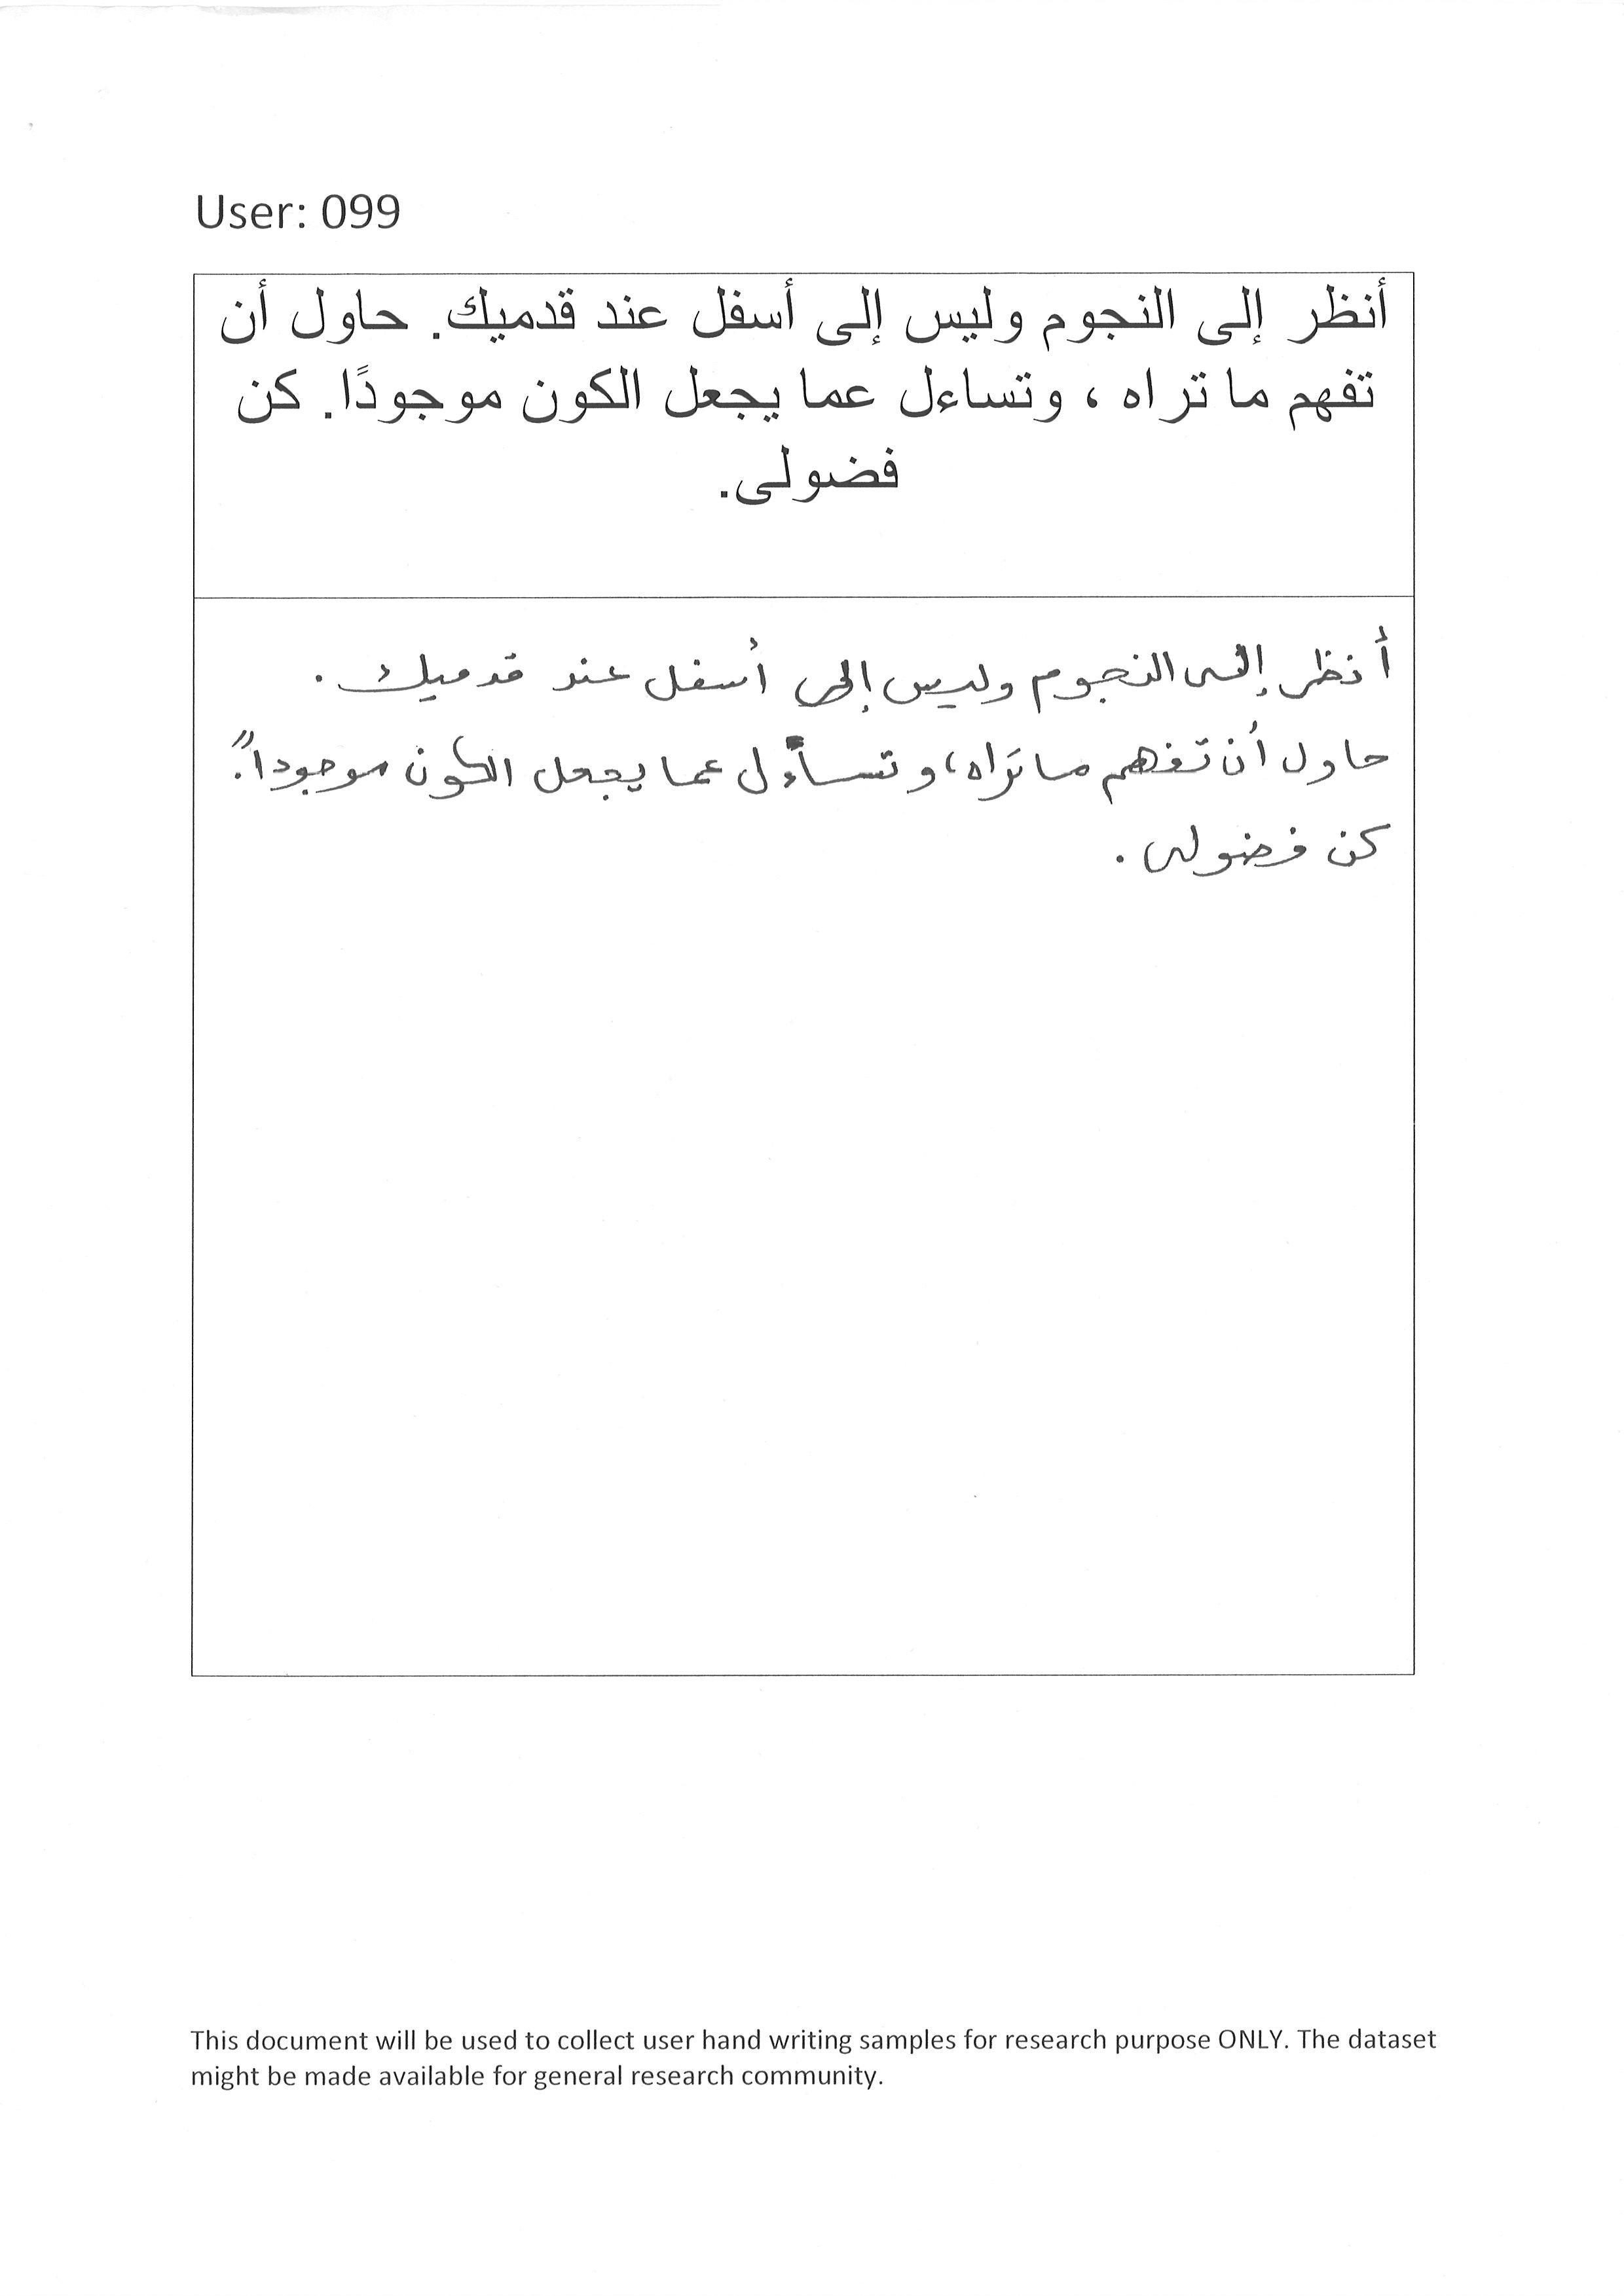 User: 099
أنظر إلى النجوم وليس إلى أسفل عند قدميك. حاول أن
تفهم ما تراه ، وتساءل عما يجعل الكون موجودًا. كن
فضولى.
أنظر إلى النجوم وليس إلى أسفل عند قدميك .
حاول أن تفهم ما تراه، وتساءل عما يجعل الكون موجوداً.
كن فضولى .
This document will be used to collect user hand writing samples for research purpose ONLY. The dataset
might be made available for general research community.